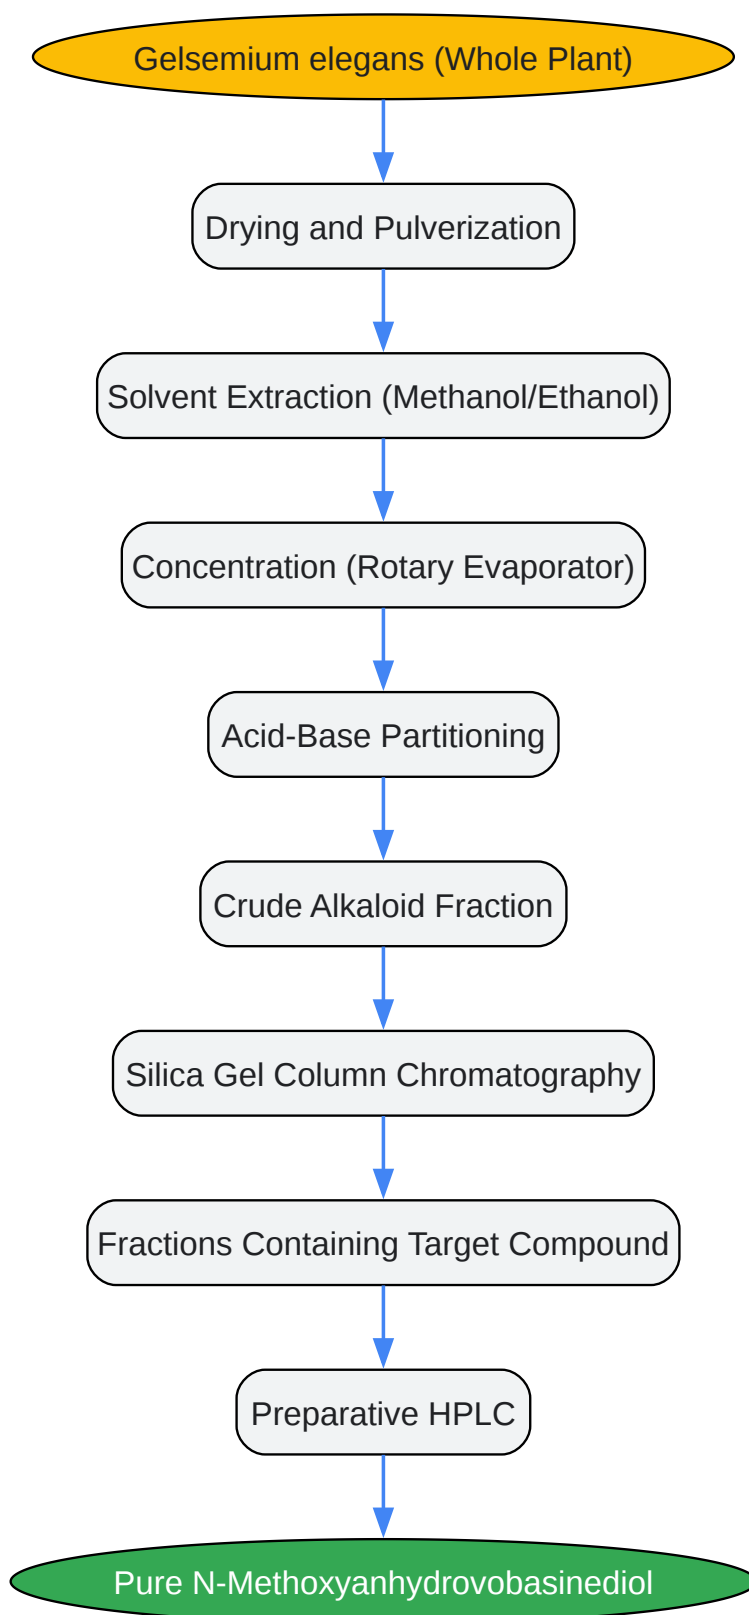 Gelsemium elegans (Whole Plant)
Drying and Pulverization
Solvent Extraction (Methanol/Ethanol)
Concentration (Rotary Evaporator)
Acid-Base Partitioning
Crude Alkaloid Fraction
Silica Gel Column Chromatography
Fractions Containing Target Compound
Preparative HPLC
Pure N-Methoxyanhydrovobasinediol